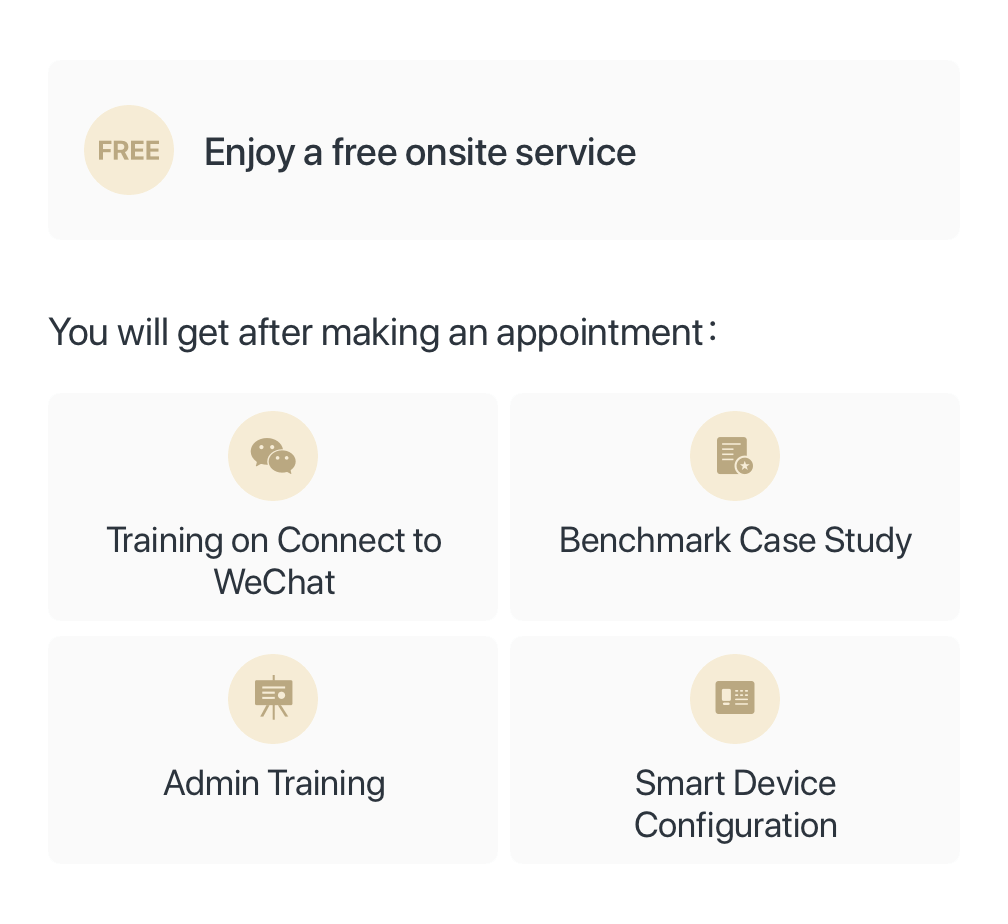 FREE
Enjoy a free onsite service
You will get after making an appointment：
Training on Connect to
WeChat
Benchmark Case Study
Admin Training
Smart Device
Configuration